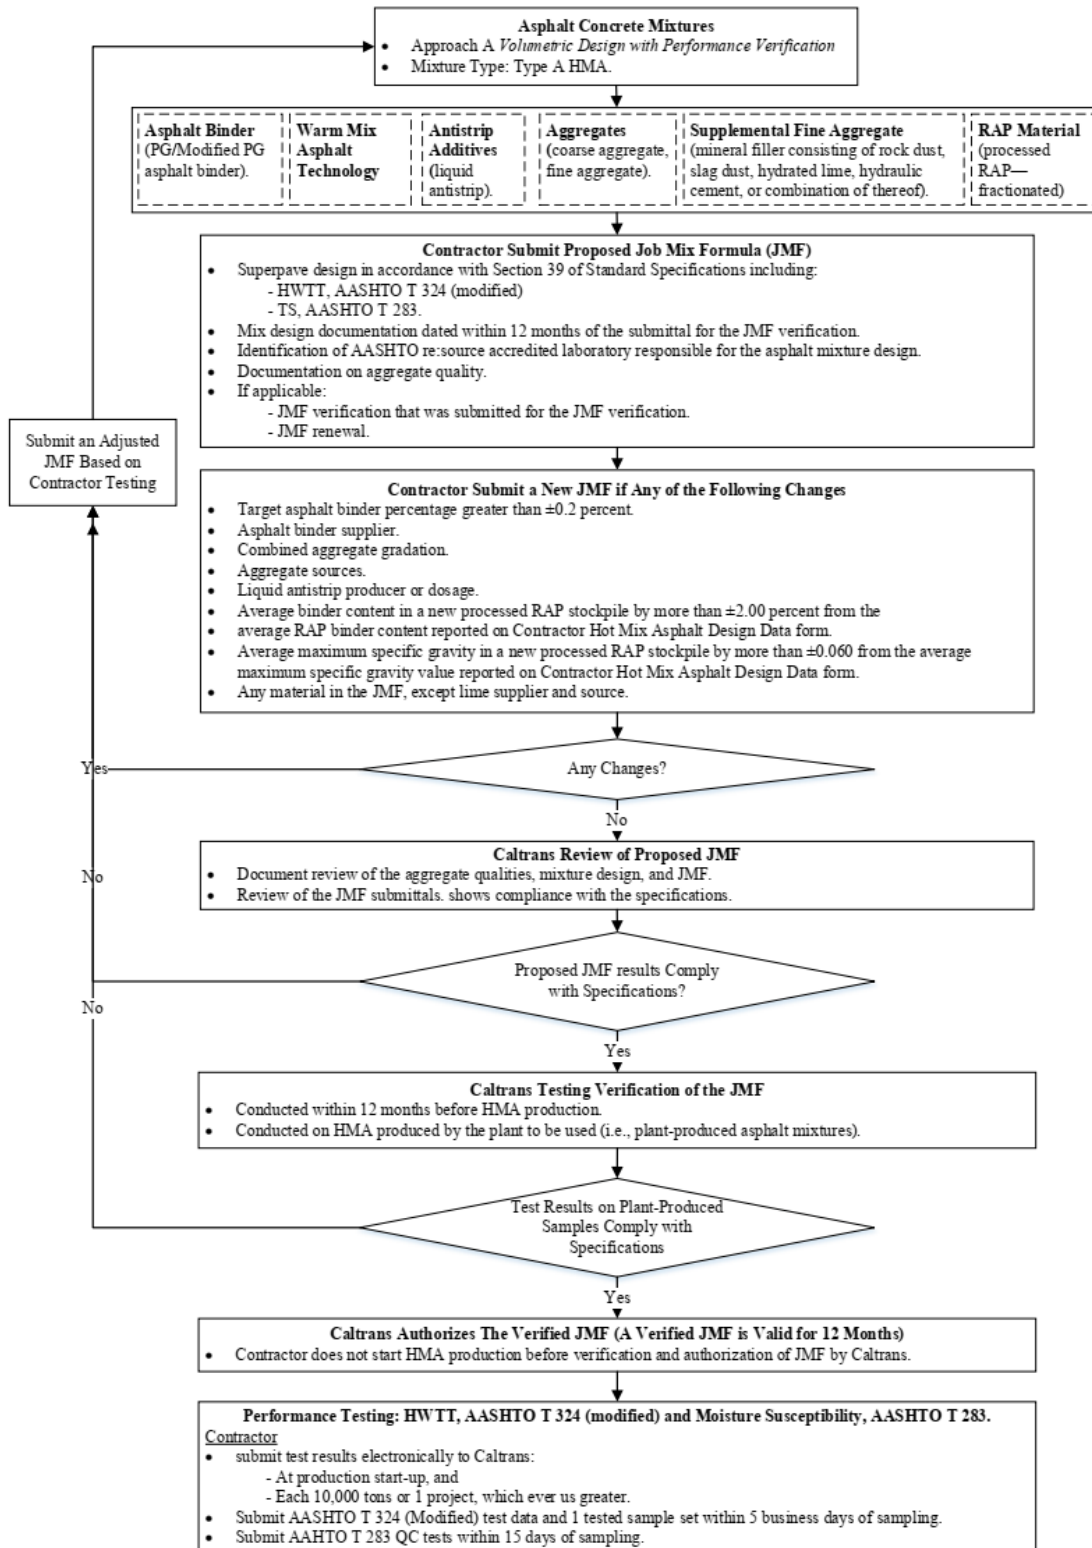 Asphalt Concrete Mixtures
• Approach A Volumetric Design with Performance Verification
• Mixture Type: Type A HMA.
Asphalt Binder
(PG/Modified PG
asphalt binder).
Warm Mix
Asphalt
Technology
Antistrip
Additives
(liquid
antistrip).
Aggregates
(coarse aggregate,
fine aggregate).
Supplemental Fine Aggregate
(mineral filler consisting of rock dust,
slag dust, hydrated lime, hydraulic
cement, or combination of thereof).
RAP Material
(processed
RAP—
fractionated)
Contractor Submit Proposed Job Mix Formula (JMF)
• Superpave design in accordance with Section 39 of Standard Specifications including:
- HWTT, AASHTO T 324 (modified)
- TS, AASHTO T 283.
• Mix design documentation dated within 12 months of the submittal for the JMF verification.
• Identification of AASHTO re:source accredited laboratory responsible for the asphalt mixture design.
• Documentation on aggregate quality.
• If applicable:
- JMF verification that was submitted for the JMF verification.
- JMF renewal.
Submit an Adjusted
JMF Based on
Contractor Testing
Contractor Submit a New JMF if Any of the Following Changes
• Target asphalt binder percentage greater than ±0.2 percent.
• Asphalt binder supplier.
• Combined aggregate gradation.
• Aggregate sources.
• Liquid antistrip producer or dosage.
• Average binder content in a new processed RAP stockpile by more than ±2.00 percent from the
• average RAP binder content reported on Contractor Hot Mix Asphalt Design Data form.
• Average maximum specific gravity in a new processed RAP stockpile by more than ±0.060 from the average
maximum specific gravity value reported on Contractor Hot Mix Asphalt Design Data form.
• Any material in the JMF, except lime supplier and source.
Yes
Any Changes?
No
Caltrans Review of Proposed JMF
• Document review of the aggregate qualities, mixture design, and JMF.
• Review of the JMF submittals. shows compliance with the specifications.
No
Proposed JMF results Comply
with Specifications?
No
Yes
Caltrans Testing Verification of the JMF
• Conducted within 12 months before HMA production.
• Conducted on HMA produced by the plant to be used (i.e., plant-produced asphalt mixtures).
Test Results on Plant-Produced
Samples Comply with
Specifications
Yes
Caltrans Authorizes The Verified JMF (A Verified JMF is Valid for 12 Months)
• Contractor does not start HMA production before verification and authorization of JMF by Caltrans.
Performance Testing: HWTT, AASHTO T 324 (modified) and Moisture Susceptibility, AASHTO T 283.
Contractor
• submit test results electronically to Caltrans:
- At production start-up, and
- Each 10,000 tons or 1 project, which ever us greater.
• Submit AASHTO T 324 (Modified) test data and 1 tested sample set within 5 business days of sampling.
• Submit AAHTO T 283 QC tests within 15 days of sampling.